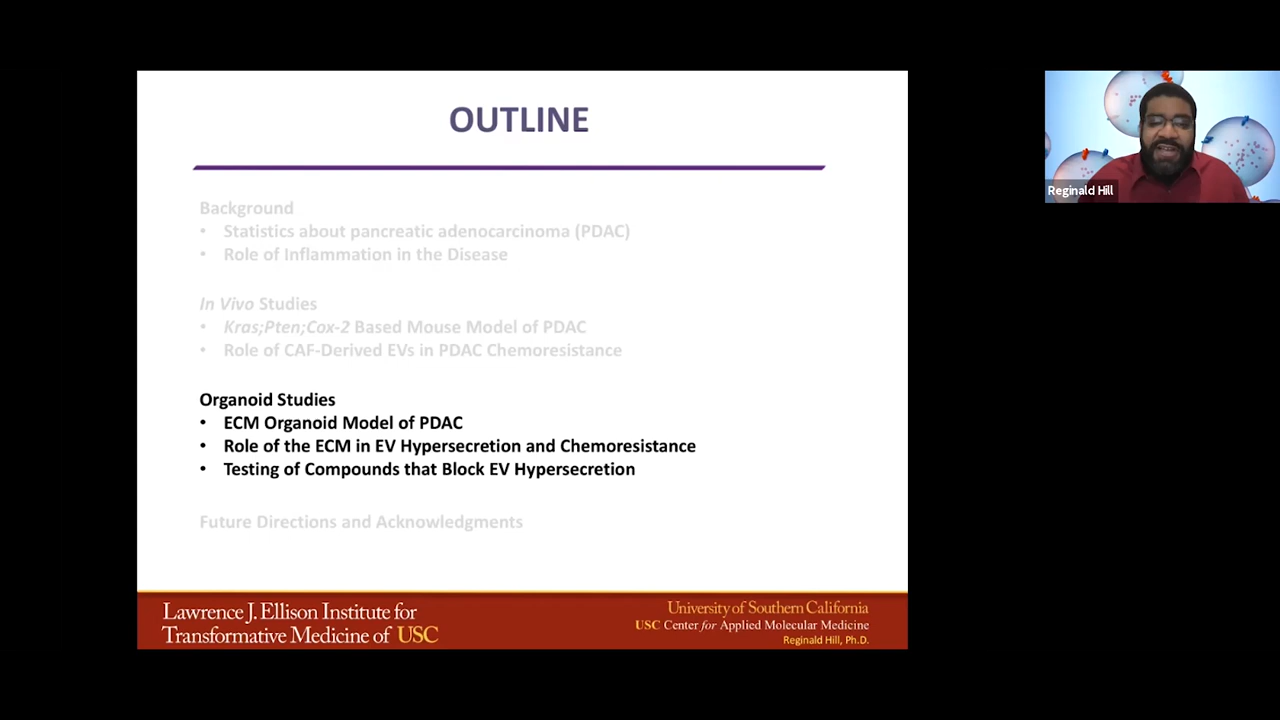 OUTLINE
Background
• Statistics about pancreatic adenocarcinoma (PDAC)
• Role of Inflammation in the Disease
In Vivo Studies
• Kras;Pten;Cox-2 Based Mouse Model of PDAC
• Role of CAF-Derived EVs in PDAC Chemoresistance
Organoid Studies
• ECM Organoid Model of PDAC
• Role of the ECM in EV Hypersecretion and Chemoresistance
• Testing of Compounds that Block EV Hypersecretion
Future Directions and Acknowledgments
Lawrence J. Ellison Institute for
Transformative Medicine of USC
University of Southern California
USC Center for Applied Molecular Medicine
Reginald Hill, Ph.D.
Reginald Hill